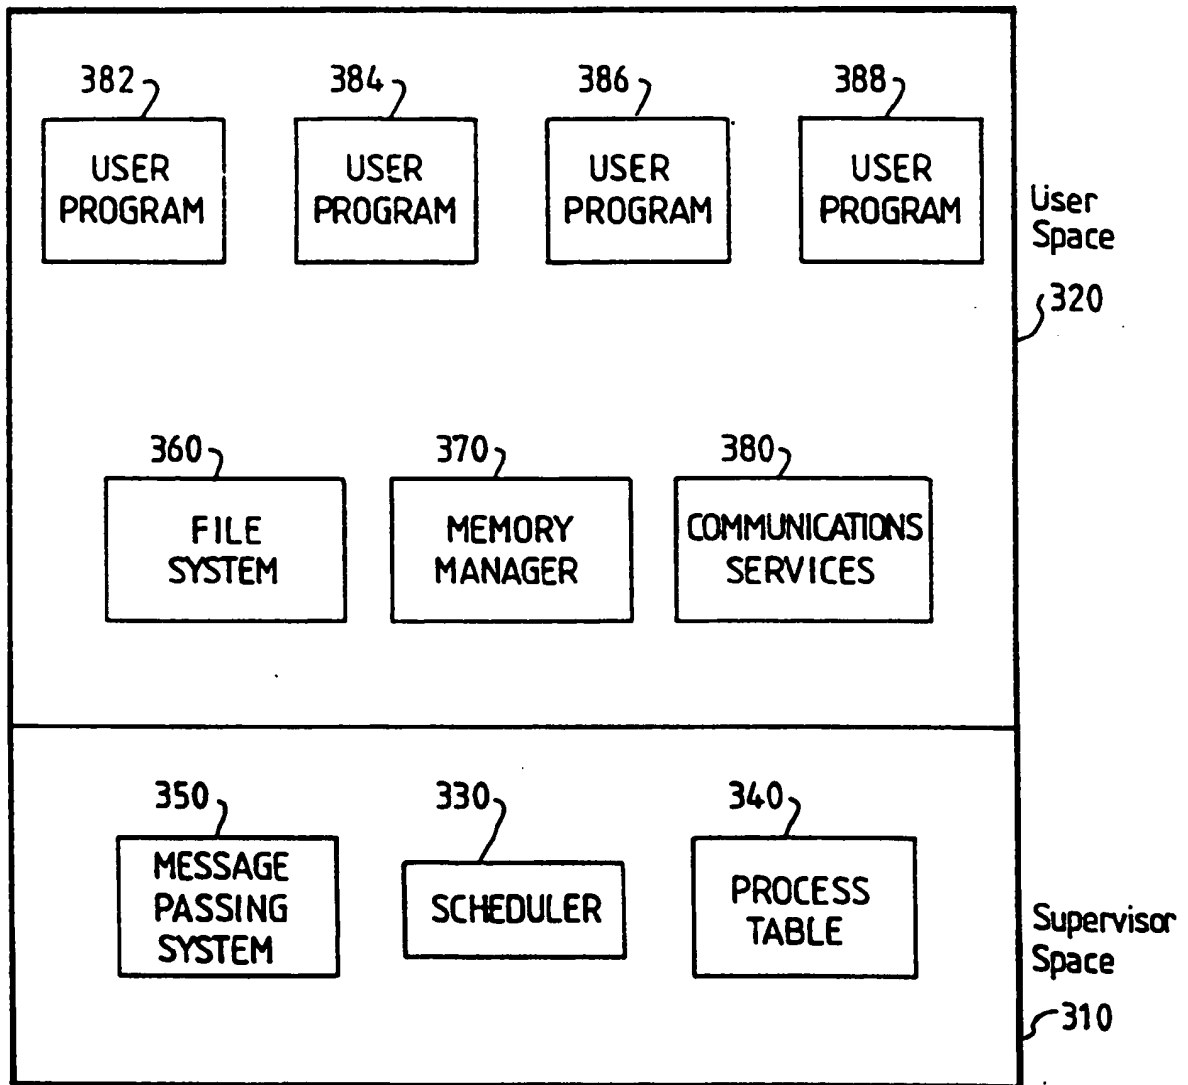 382 384 386 388
USER PROGRAM
USER PROGRAM
USER PROGRAM
USER PROGRAM
User
Space
320
360 370 380
FILE
SYSTEM
MEMORY
MANAGER
COMMUNICATIONS
SERVICES
350 330 340
MESSAGE
PASSING
SYSTEM
SCHEDULER
PROCESS
TABLE
Supervisor
Space
310